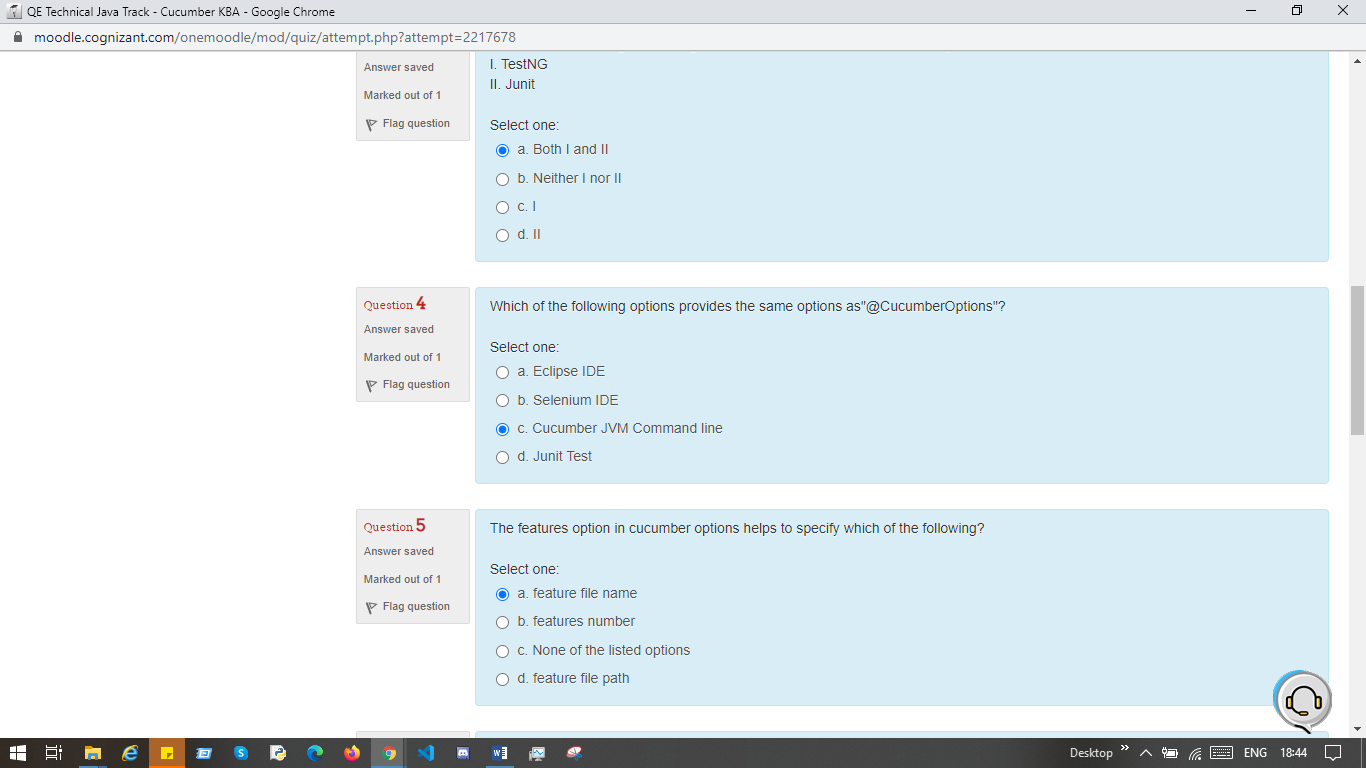 QE Technical Java Track - Cucumber KBA - Google Chrome
moodle.cognizant.com/onemoodle/mod/quiz/attempt.php?attempt=2217678
Answer saved
Marked out of 1
Flag question
I. TestNG
II. Junit
Select one:
a. Both I and II
b. Neither I nor II
c. I
d. II
Question 4
Answer saved
Marked out of 1
Flag question
Which of the following options provides the same options as"@CucumberOptions"?
Select one:
a. Eclipse IDE
b. Selenium IDE
c. Cucumber JVM Command line
d. Junit Test
Question 5
Answer saved
Marked out of 1
Flag question
The features option in cucumber options helps to specify which of the following?
Select one:
a. feature file name
b. features number
c. None of the listed options
d. feature file path
Desktop
ENG
18:44